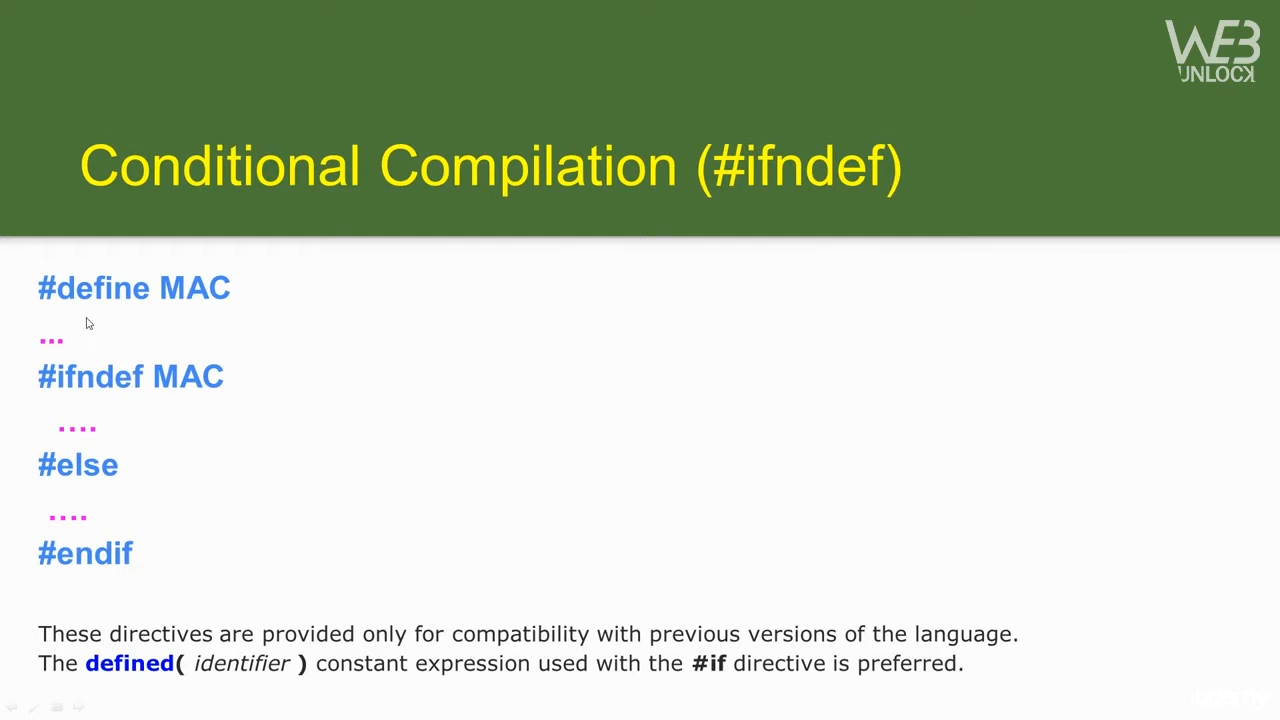 WEB
UNLOCK
Conditional Compilation (#ifndef)
#define MAC
...
#ifndef MAC
....
#else
....
#endif
These directives are provided only for compatibility with previous versions of the language.
The defined( identifier ) constant expression used with the #if directive is preferred.
udemy